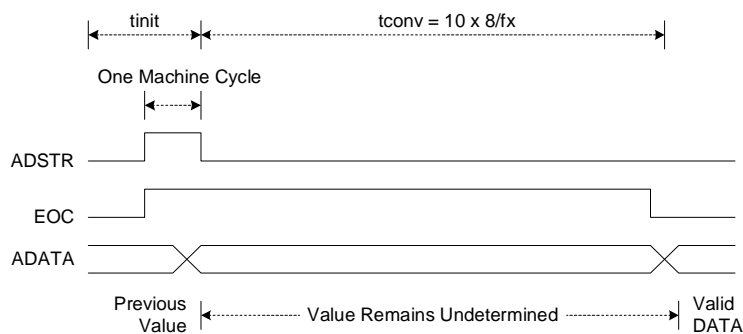 tinit
tconv = 10 x 8/fx
One Machine Cycle
ADSTR
EOC
ADATA
Previous
Value
Value Remains Undetermined
Valid
DATA